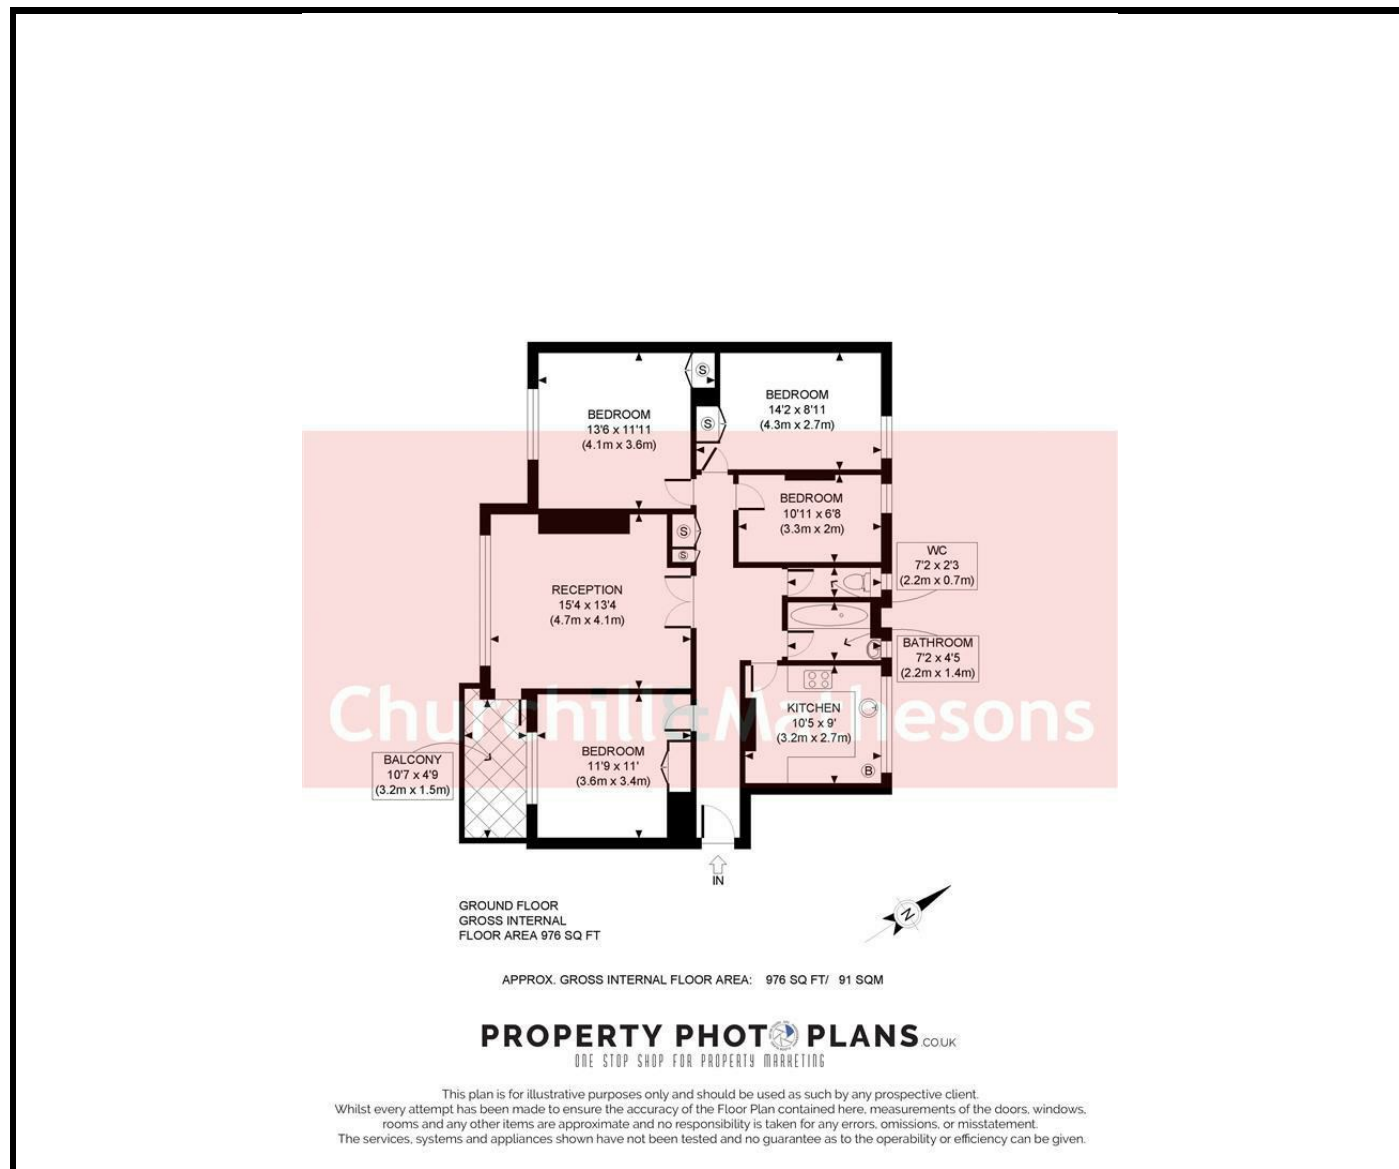 S
BEDROOM
14'2 x 8'11
(4.3m x 2.7m)
BEDROOM
13'6 x 11'11
(4.1m x 3.6m)
S
BEDROOM
10'11 x 6'8
(3.3m x 2m)
S
S
WC
7'2 x 2'3
(2.2m x 0.7m)
RECEPTION
15'4 x 13'4
(4.7m x 4.1m)
BATHROOM
7'2 x 4'5
(2.2m x 1.4m)
Churchill&Mathesons
KITCHEN
10'5 x 9'
(3.2m x 2.7m)
B
BEDROOM
11'9 x 11'
(3.6m x 3.4m)
BALCONY
10'7 x 4'9
(3.2m x 1.5m)
IN
GROUND FLOOR
GROSS INTERNAL
FLOOR AREA 976 SQ FT
N
APPROX. GROSS INTERNAL FLOOR AREA: 976 SQ FT/ 91 SQM
PROPERTY PHOTO PLANS.CO.UK
ONE STOP SHOP FOR PROPERTY MARKETING
This plan is for illustrative purposes only and should be used as such by any prospective client.
Whilst every attempt has been made to ensure the accuracy of the Floor Plan contained here, measurements of the doors, windows,
rooms and any other items are approximate and no responsibility is taken for any errors, omissions, or misstatement.
The services, systems and appliances shown have not been tested and no guarantee as to the operability or efficiency can be given.